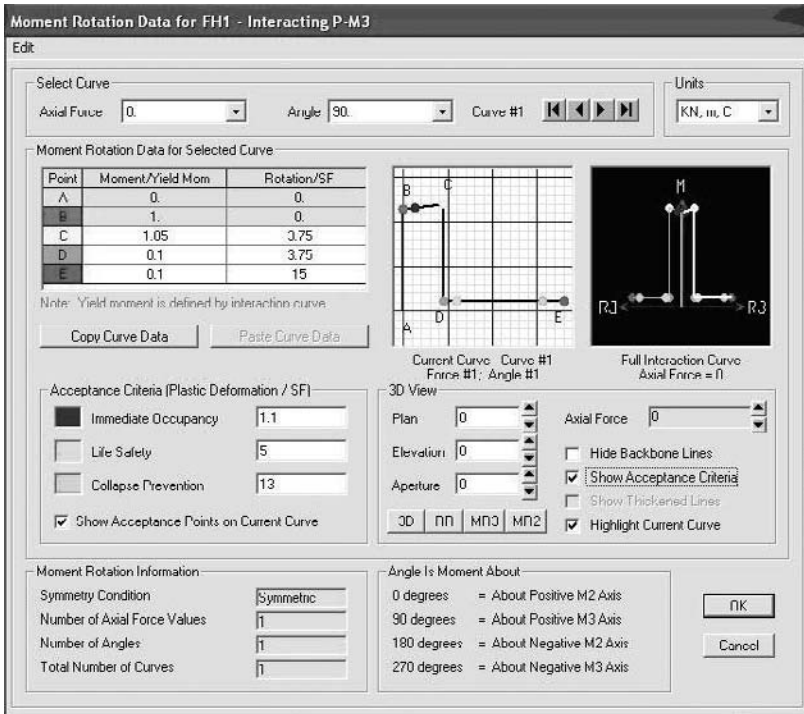 Moment Rotation Data for FH1 - Interacting P-M3
Edit
Select Curve
Axial Force 0. Angle 90. Curve #1
Units
KN, m, C
Moment Rotation Data for Selected Curve
Point Moment/Yield Mom Rotation/SF
A 0. 0.
B 1. 0.
C 1.05 3.75
D 0.1 3.75
E 0.1 15
Note: Yield moment is defined by interaction curve
Copy Curve Data Paste Curve Data
B C
A D E
Current Curve Curve #1
Force #1; Angle #1
M
R2 R3
Full Interaction Curve
Axial Force = 0
Acceptance Criteria (Plastic Deformation / SF)
Immediate Occupancy 1.1
Life Safety 5
Collapse Prevention 13
Show Acceptance Points on Current Curve
3D View
Plan 0
Elevation 0
Aperture 0
3D RR MR3 MR2
Axial Force 0
Hide Backbone Lines
Show Acceptance Criteria
Show Thickened Lines
Highlight Current Curve
Moment Rotation Information
Symmetry Condition Symmetric
Number of Axial Force Values 1
Number of Angles 1
Total Number of Curves 1
Angle Is Moment About
0 degrees = About Positive M2 Axis
90 degrees = About Positive M3 Axis
180 degrees = About Negative M2 Axis
270 degrees = About Negative M3 Axis
OK
Cancel